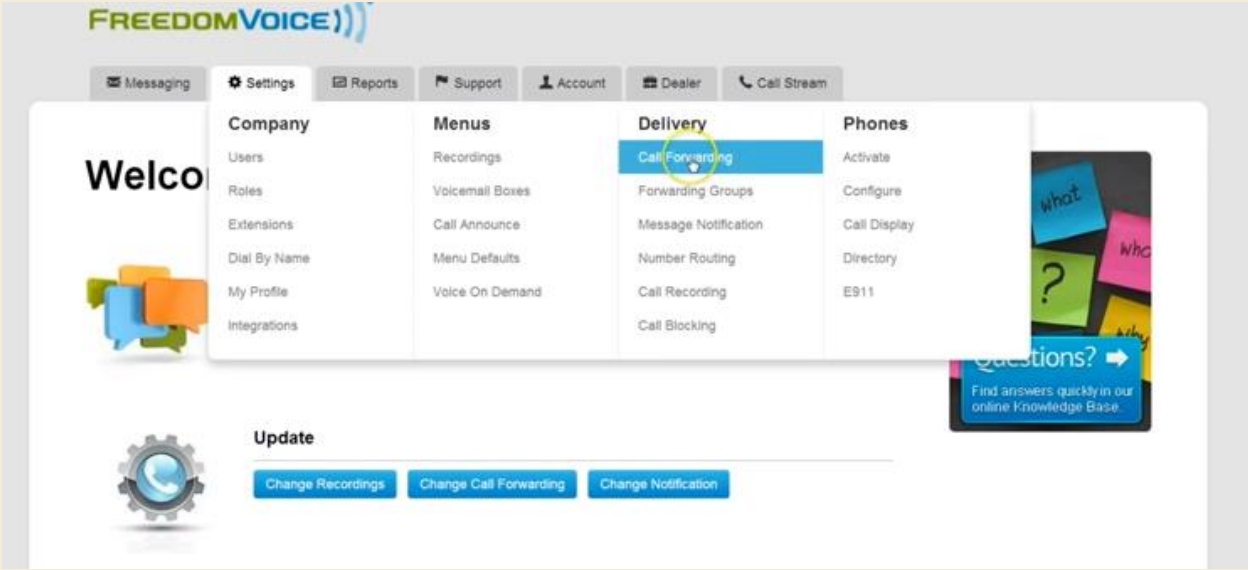 FREEDOMVOICE
Messaging Settings Reports Support Account Dealer Call Stream
Company
Users
Roles
Extensions
Dial By Name
My Profile
Integrations
Menus
Recordings
Voicemail Boxes
Call Announce
Menu Defaults
Voice On Demand
Delivery
Call Forwarding
Forwarding Groups
Message Notification
Number Routing
Call Recording
Call Blocking
Phones
Activate
Configure
Call Display
Directory
E911
Welco
what
who
?
why
Questions?
Find answers quickly in our
online Knowledge Base.
Update
Change Recordings Change Call Forwarding Change Notification